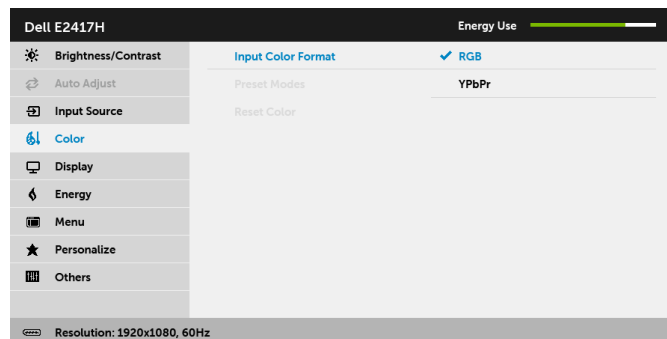 Dell E2417H
Energy Use
Brightness/Contrast
Input Color Format
RGB
Auto Adjust
Preset Modes
YPbPr
Input Source
Reset Color
Color
Display
Energy
Menu
Personalize
Others
Resolution: 1920x1080, 60Hz